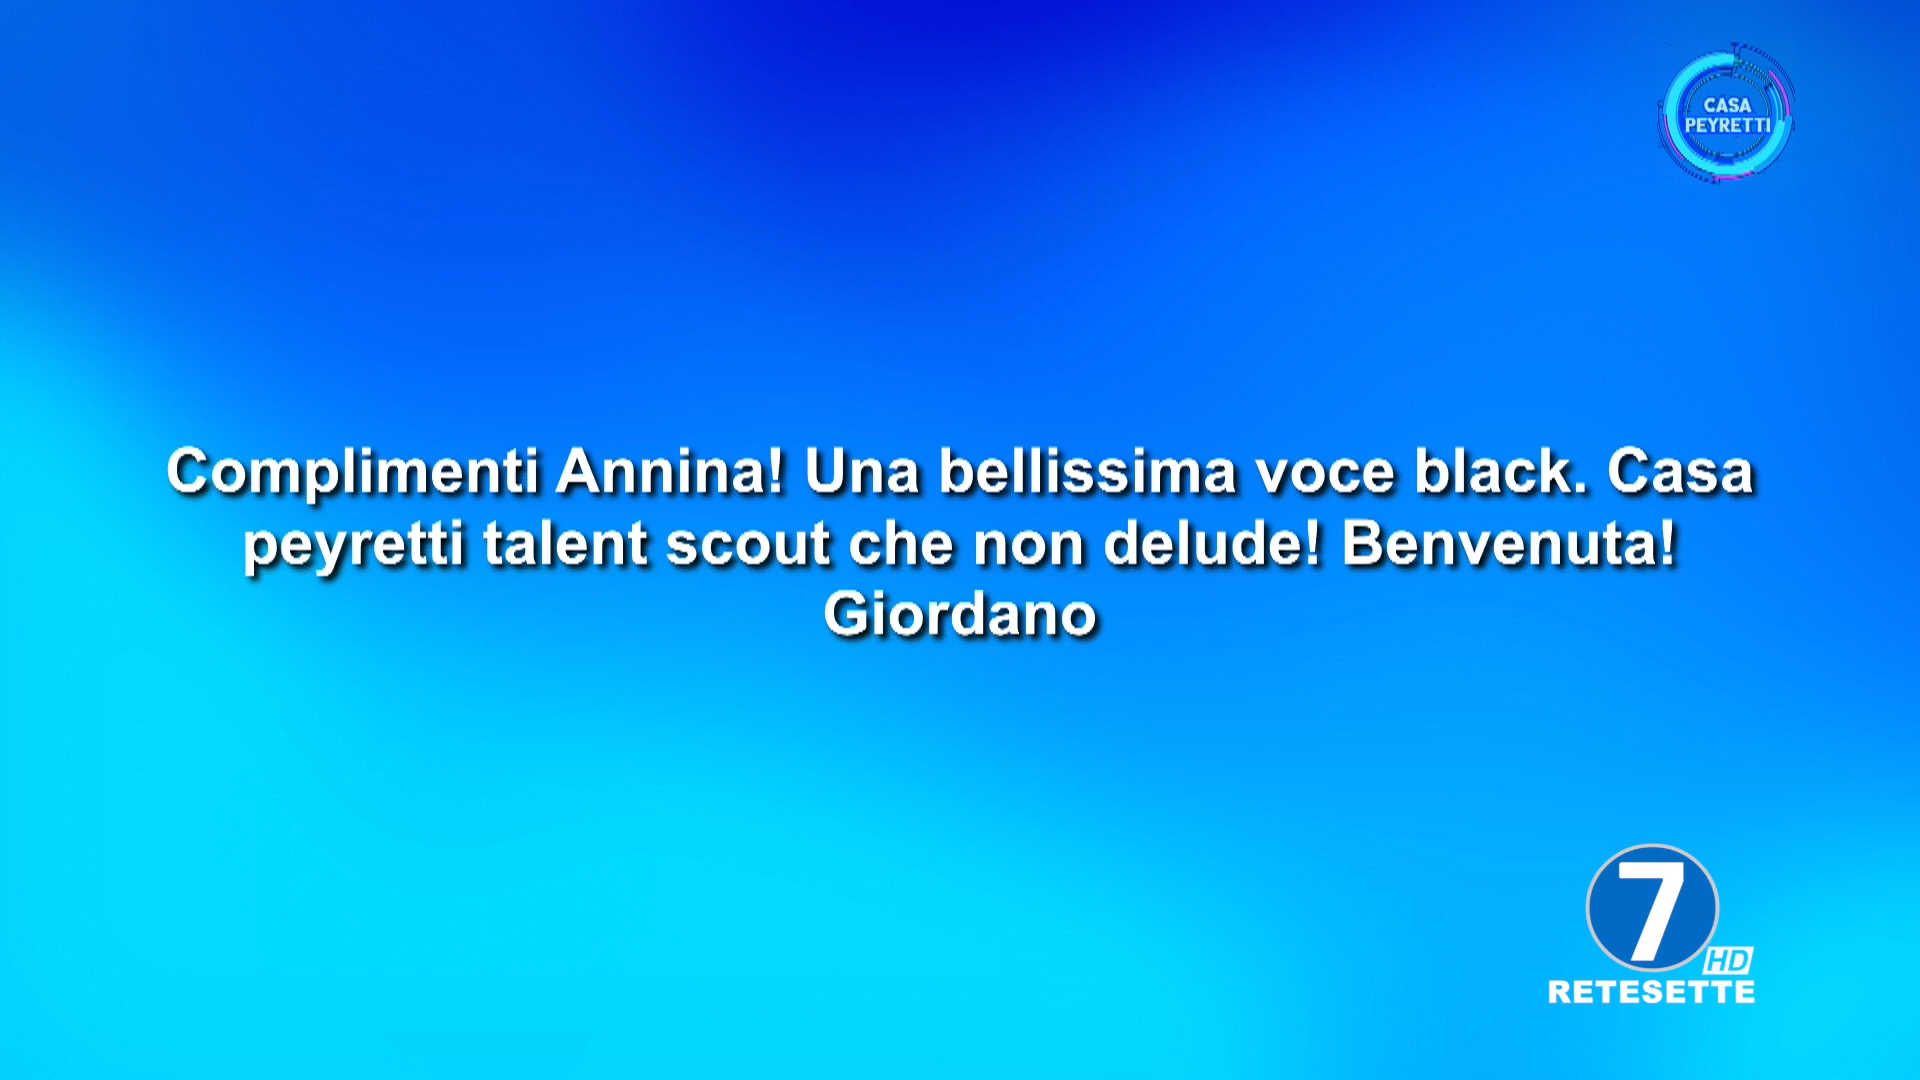 CASA
PEYRETTI
Complimenti Annina! Una bellissima voce black. Casa
peyretti talent scout che non delude! Benvenuta!
Giordano
7
HD
RETESETTE